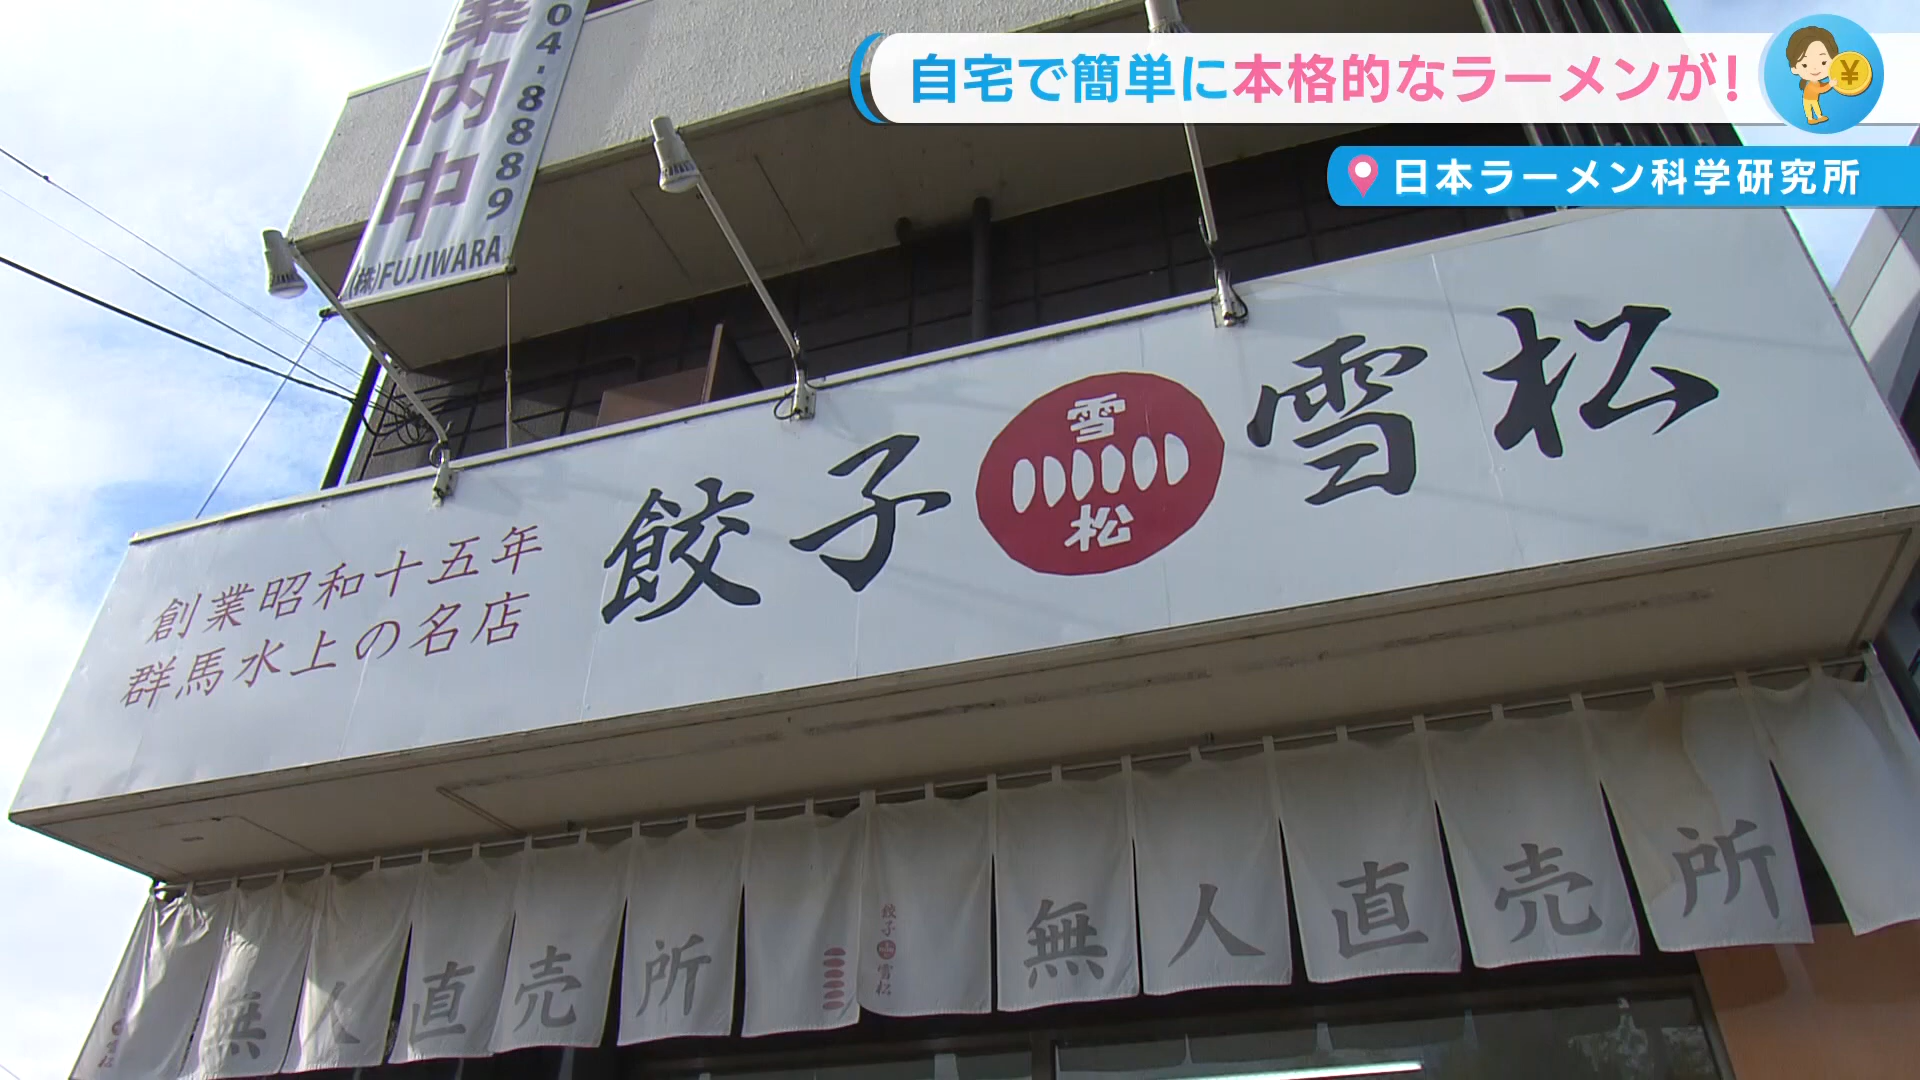 自宅で簡単に本格的なラーメンが!
¥
日本ラーメン科学研究所
案内中
04-8889
(株)FUJIWARA
餃子
雪
松
雪松
創業昭和十五年
群馬水上の名店
無人直売所
餃子
雪松
無人直売所